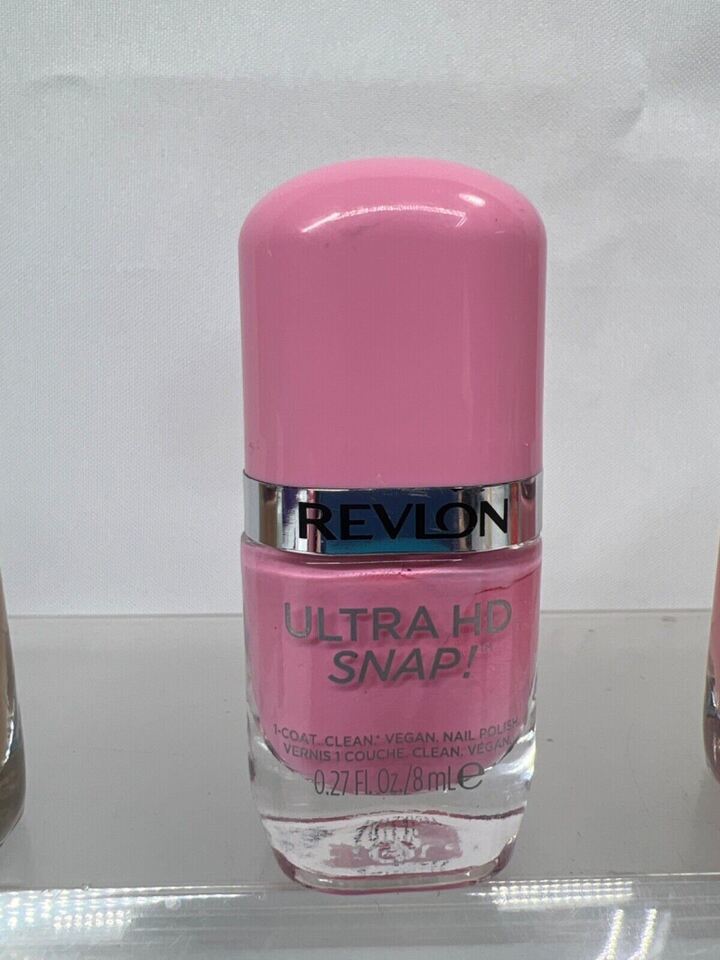 REVLON
ULTRA HD
SNAP!
1-COAT CLEAN* VEGAN, NAIL POLISH
VERNIS 1 COUCHE, CLEAN, VEGAN
0.27 Fl. Oz./8 mL e